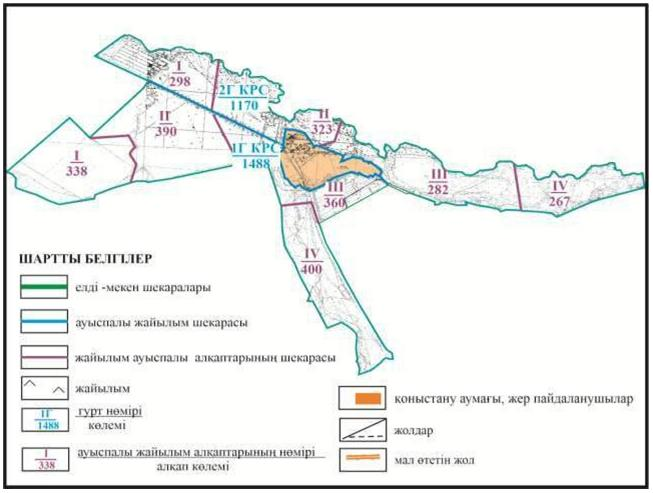 I
298
2Г КРС
1170
II
323
II
390
1Г КРС
1488
I
338
III
360
III
282
IV
267
IV
400
ШАРТТЫ БЕЛГІЛЕР
елді -мекен шекаралары
ауыспалы жайылым шекарасы
жайылым ауыспалы алқаптарының шекарасы
жайылым
1Г
1488
гурт нөмірі
көлемі
I
338
ауыспалы жайылым алқаптарының нөмірі
алқап көлемі
қоныстану аумағы, жер пайдаланушылар
жолдар
мал өтетін жол